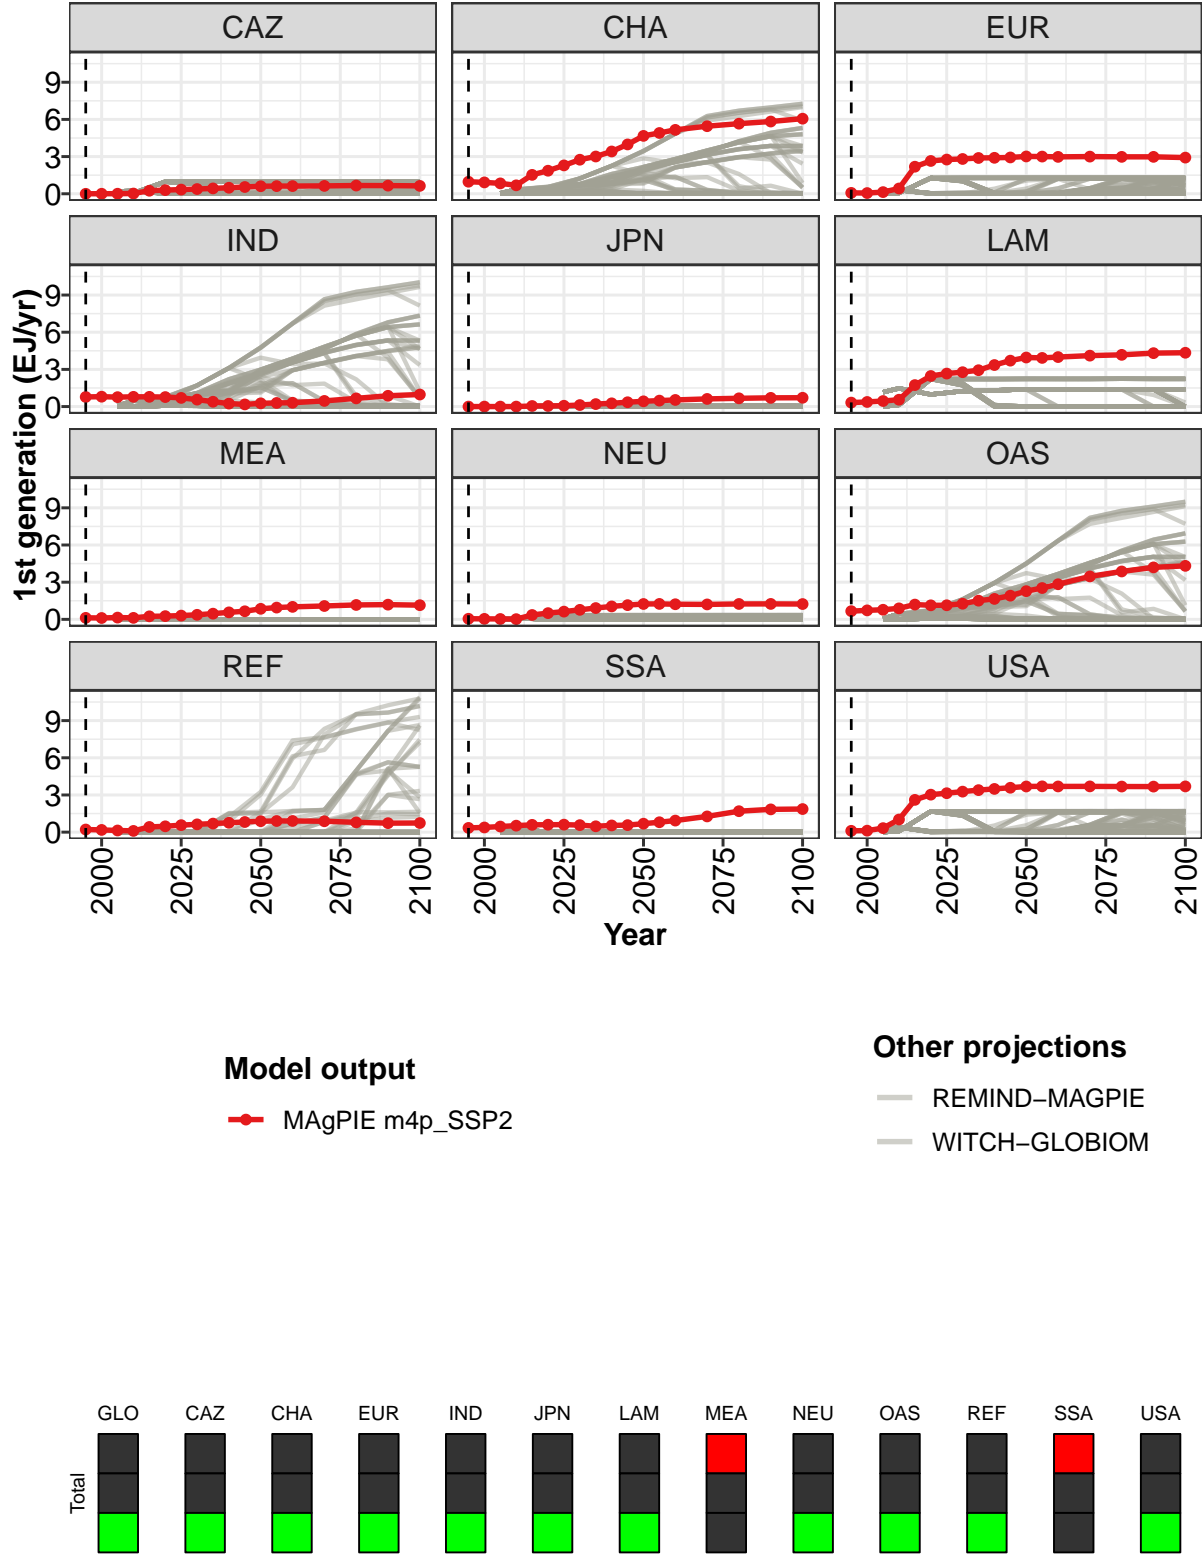 CAZ CHA EUR
9
6
3
0
IND JPN LAM
9
6
3
0
MEA NEU OAS
9
6
3
0
REF SSA USA
9
6
3
0
1st generation (EJ/yr)
2000 2025 2050 2075 2100 2000 2025 2050 2075 2100 2000 2025 2050 2075 2100
Year
Model output
MAgPIE m4p_SSP2
Other projections
REMIND−MAGPIE
WITCH−GLOBIOM
GLO CAZ CHA EUR IND JPN LAM MEA NEU OAS REF SSA USA
Total